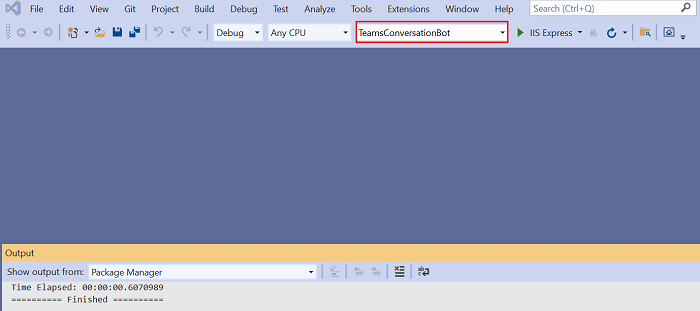 File Edit View Git Project Build Debug Test Analyze Tools Extensions Window Help Search (Ctrl+Q)
Debug Any CPU TeamsConversationBot IIS Express
Output
Show output from: Package Manager
Time Elapsed: 00:00:00.6070989
========== Finished ==========